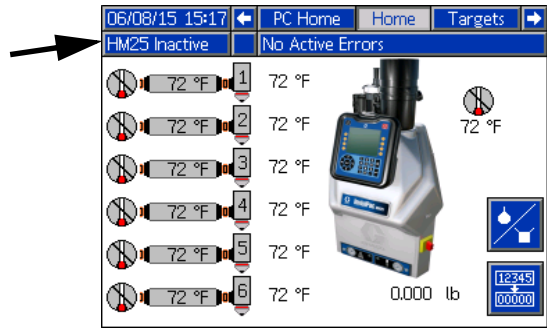 06/08/15 15:17 PC Home Home Targets
HM25 Inactive No Active Errors
72 °F 1 72 °F
72 °F
72 °F 2 72 °F
72 °F 3 72 °F
72 °F 4 72 °F
72 °F 5 72 °F
72 °F 6 72 °F
0.000 lb
12345
00000